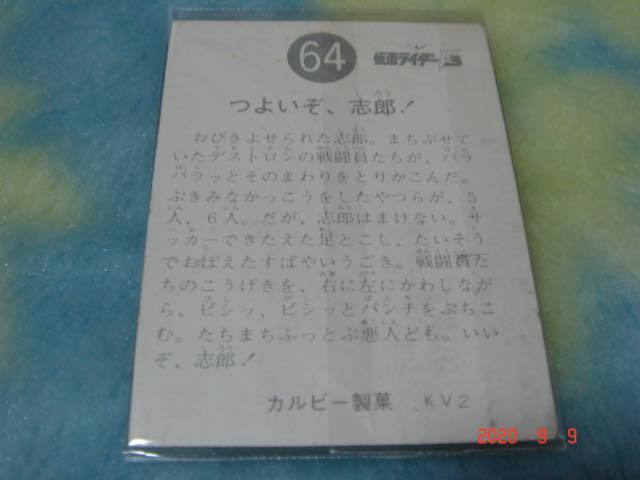 64
仮面ライダーV3
つよいぞ、志郎！
おびきよせられた志郎。まちぶせて
いたデストロンの戦闘員たちが、バラ
バラッとそのまわりをとりかこんだ。
ぶきみなかっこうをしたやつらが、5
人、6人。だが、志郎はまけない。サ
ッカーできたえた足とこし、たいそう
でおぼえたすばやいうごき。戦闘員た
ちのこうげきを、右に左にかわしなが
ら、ビシッ、ビシッとパンチをぶちこ
む。たちまちふっとぶ悪人ども。いい
ぞ、志郎！
カルビー製菓 KV2
2020 9 9